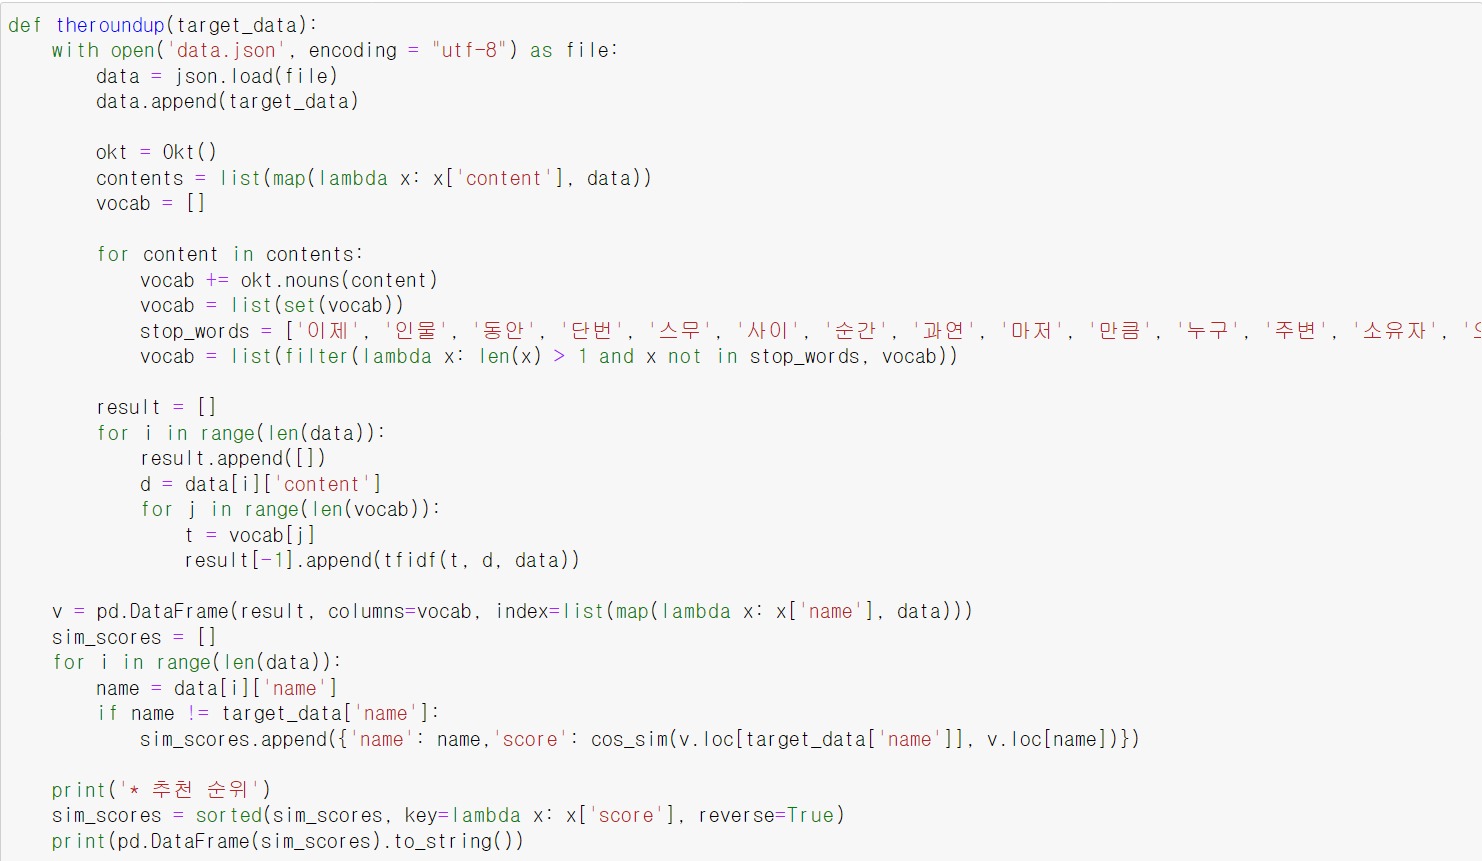 def theroundup(target_data):
    with open('data.json', encoding = "utf-8") as file:
        data = json.load(file)
        data.append(target_data)

        okt = Okt()
        contents = list(map(lambda x: x['content'], data))
        vocab = []

        for content in contents:
            vocab += okt.nouns(content)
            vocab = list(set(vocab))
            stop_words = ['이제', '인물', '동안', '단번', '스무', '사이', '순간', '과연', '마저', '만큼', '누구', '주변', '소유자', '
            vocab = list(filter(lambda x: len(x) > 1 and x not in stop_words, vocab))

        result = []
        for i in range(len(data)):
            result.append([])
            d = data[i]['content']
            for j in range(len(vocab)):
                t = vocab[j]
                result[-1].append(tfidf(t, d, data))

    v = pd.DataFrame(result, columns=vocab, index=list(map(lambda x: x['name'], data)))
    sim_scores = []
    for i in range(len(data)):
        name = data[i]['name']
        if name != target_data['name']:
            sim_scores.append({'name': name,'score': cos_sim(v.loc[target_data['name']], v.loc[name])})

    print('* 추천 순위')
    sim_scores = sorted(sim_scores, key=lambda x: x['score'], reverse=True)
    print(pd.DataFrame(sim_scores).to_string())